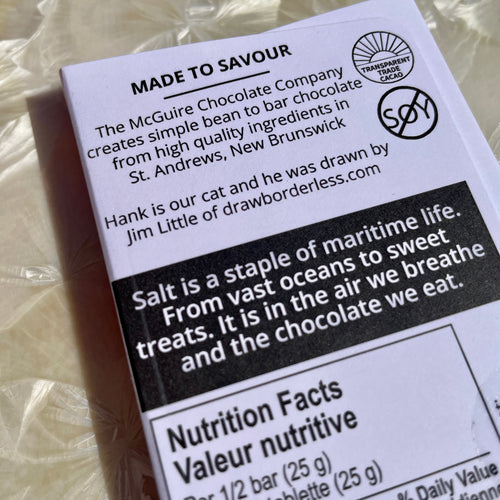 MADE TO SAVOUR
The McGuire Chocolate Company
creates simple bean to bar chocolate
from high quality ingredients in
St. Andrews, New Brunswick
Hank is our cat and he was drawn by
Jim Little of drawborderless.com
TRANSPARENT
TRADE
CACAO
SOY
Salt is a staple of maritime life.
From vast oceans to sweet
treats. It is in the air we breathe
and the chocolate we eat.
Nutrition Facts
Valeur nutritive
Per 1/2 bar (25 g)
tablette (25 g)
% Daily Value